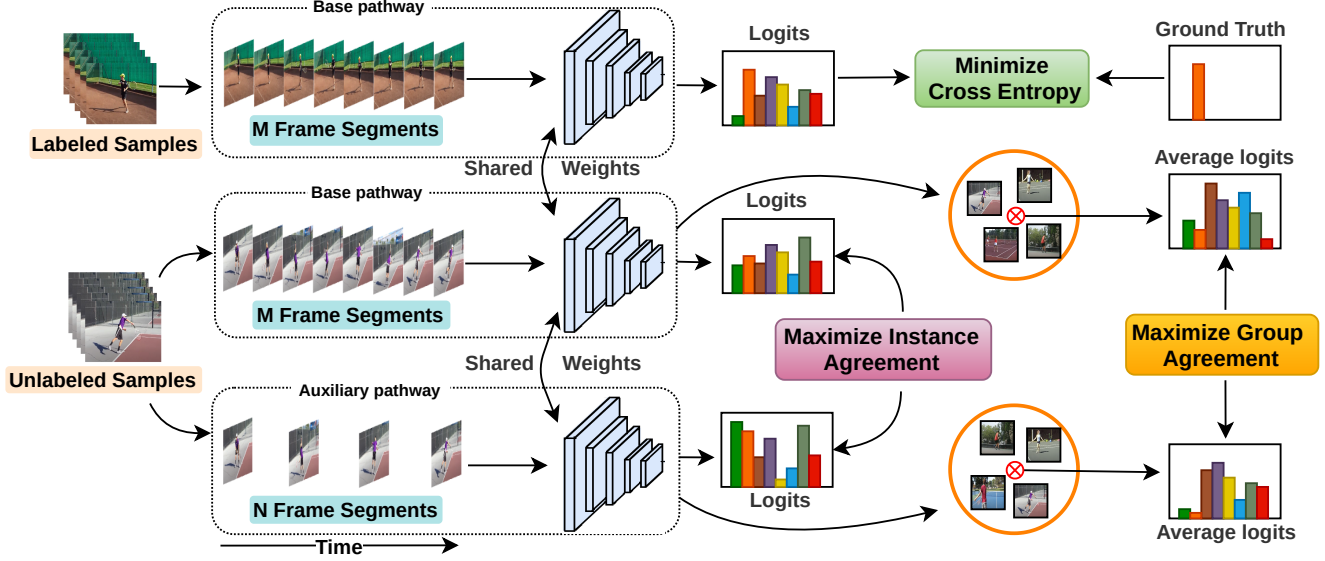 Base pathway
Labeled Samples
M Frame Segments
Logits
Minimize
Cross Entropy
Ground Truth
Shared Weights
Base pathway
Unlabeled Samples
M Frame Segments
Logits
Average logits
Maximize Instance
Agreement
Maximize Group
Agreement
Shared Weights
Auxiliary pathway
N Frame Segments
Logits
Average logits
Time